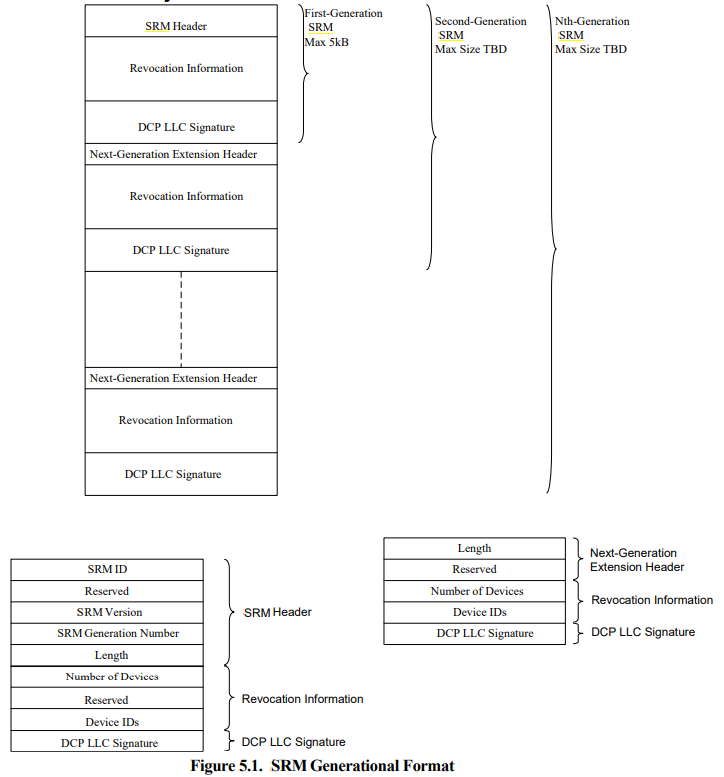 SRM Header
Revocation Information
DCP LLC Signature
Next-Generation Extension Header
Revocation Information
DCP LLC Signature
Next-Generation Extension Header
Revocation Information
DCP LLC Signature
First-Generation
SRM
Max 5kB
Second-Generation
SRM
Max Size TBD
Nth-Generation
SRM
Max Size TBD
SRM ID
Reserved
SRM Version
SRM Generation Number
Length
Number of Devices
Reserved
Device IDs
DCP LLC Signature
SRM Header
Revocation Information
DCP LLC Signature
Length
Reserved
Number of Devices
Device IDs
DCP LLC Signature
Next-Generation
Extension Header
Revocation Information
DCP LLC Signature
Figure 5.1. SRM Generational Format